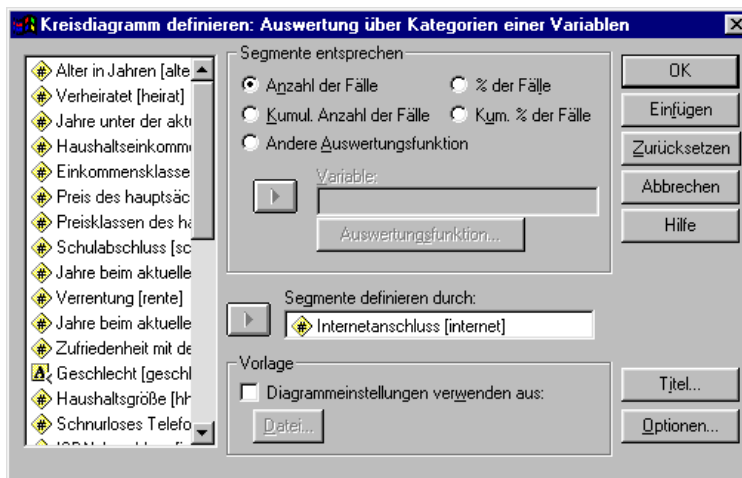 Kreisdiagramm definieren: Auswertung über Kategorien einer Variablen
Alter in Jahren [alte
Verheiratet [heirat]
Jahre unter der aktu
Haushaltseinkomme
Einkommensklasse
Preis des hauptsäc
Preisklassen des ha
Schulabschluss [sc
Jahre beim aktuelle
Verrentung [rente]
Jahre beim aktuelle
Zufriedenheit mit de
Geschlecht [geschl
Haushaltsgröße [hh
Schnurloses Telefo
Segmente entsprechen
Anzahl der Fälle
% der Fälle
Kumul. Anzahl der Fälle
Kum. % der Fälle
Andere Auswertungsfunktion
Variable:
Auswertungsfunktion...
Segmente definieren durch:
Internetanschluss [internet]
Vorlage
Diagrammeinstellungen verwenden aus:
Datei...
OK
Einfügen
Zurücksetzen
Abbrechen
Hilfe
Titel...
Optionen...